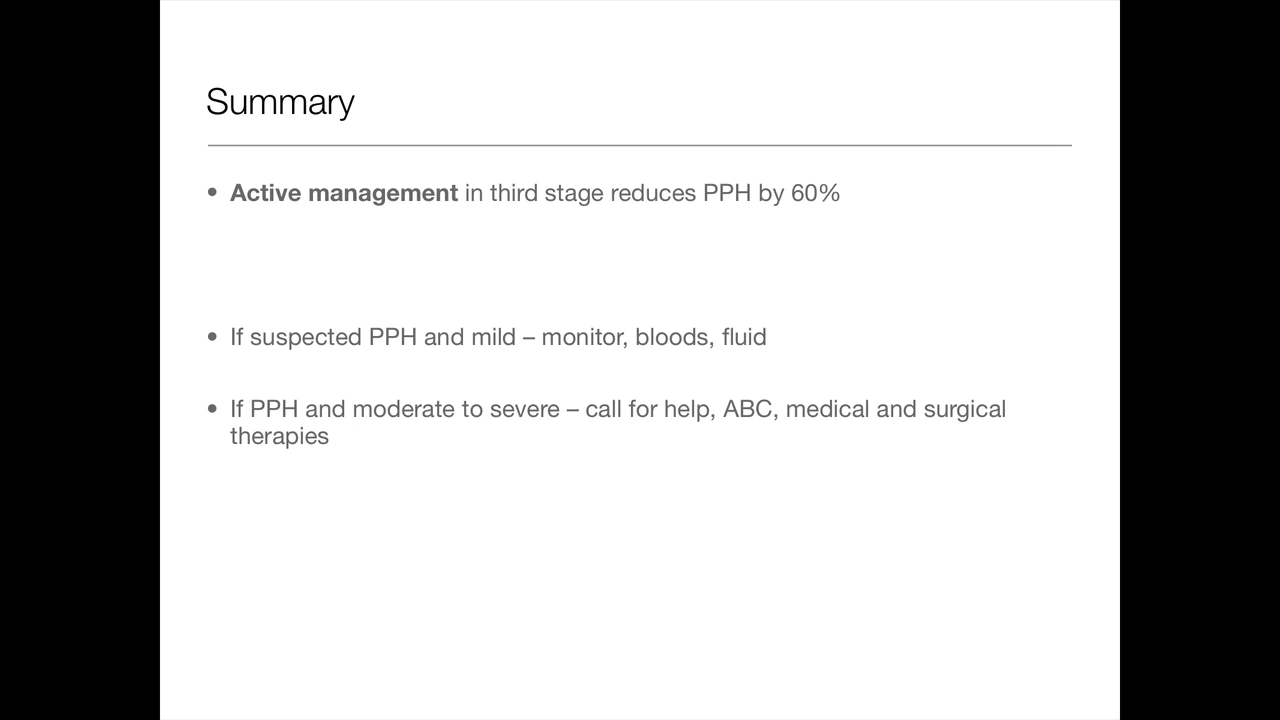 Summary
• Active management in third stage reduces PPH by 60%
• If suspected PPH and mild – monitor, bloods, fluid
• If PPH and moderate to severe – call for help, ABC, medical and surgical
therapies